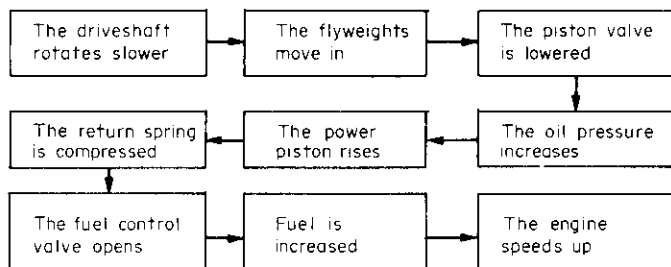 The driveshaft
rotates slower
The flyweights
move in
The piston valve
is lowered
The oil pressure
increases
The power
piston rises
The return spring
is compressed
The fuel control
valve opens
Fuel is
increased
The engine
speeds up